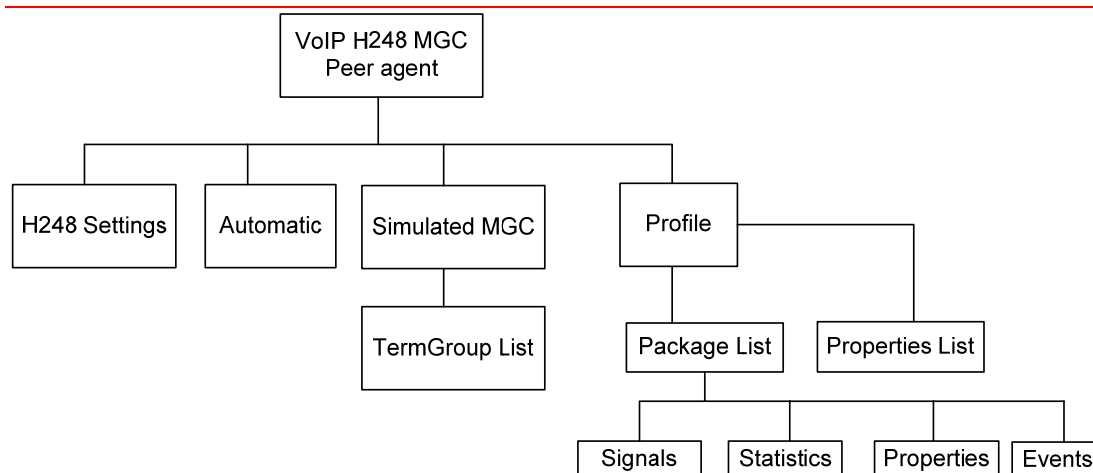 VoIP H248 MGC
Peer agent
H248 Settings
Automatic
Simulated MGC
Profile
TermGroup List
Package List
Properties List
Signals
Statistics
Properties
Events